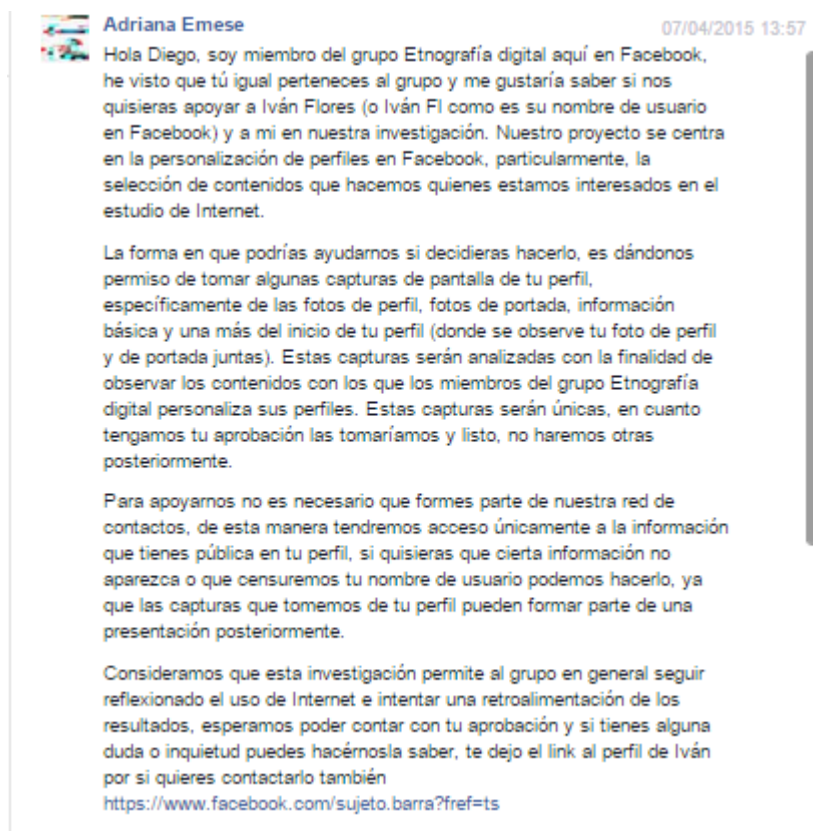 Adriana Emese
07/04/2015 13:57
Hola Diego, soy miembro del grupo Etnografía digital aquí en Facebook,
he visto que tú igual perteneces al grupo y me gustaría saber si nos
quisieras apoyar a Iván Flores (o Iván Fl como es su nombre de usuario
en Facebook) y a mi en nuestra investigación. Nuestro proyecto se centra
en la personalización de perfiles en Facebook, particularmente, la
selección de contenidos que hacemos quienes estamos interesados en el
estudio de Internet.
La forma en que podrías ayudarnos si decidieras hacerlo, es dándonos
permiso de tomar algunas capturas de pantalla de tu perfil,
específicamente de las fotos de perfil, fotos de portada, información
básica y una más del inicio de tu perfil (donde se observe tu foto de perfil
y de portada juntas). Estas capturas serán analizadas con la finalidad de
observar los contenidos con los que los miembros del grupo Etnografía
digital personaliza sus perfiles. Estas capturas serán únicas, en cuanto
tengamos tu aprobación las tomaríamos y listo, no haremos otras
posteriormente.
Para apoyarnos no es necesario que formes parte de nuestra red de
contactos, de esta manera tendremos acceso únicamente a la información
que tienes pública en tu perfil, si quisieras que cierta información no
aparezca o que censuremos tu nombre de usuario podemos hacerlo, ya
que las capturas que tomemos de tu perfil pueden formar parte de una
presentación posteriormente.
Consideramos que esta investigación permite al grupo en general seguir
reflexionado el uso de Internet e intentar una retroalimentación de los
resultados, esperamos poder contar con tu aprobación y si tienes alguna
duda o inquietud puedes hacérnosla saber, te dejo el link al perfil de Iván
por si quieres contactarlo también
https://www.facebook.com/sujeto.barra?fref=ts